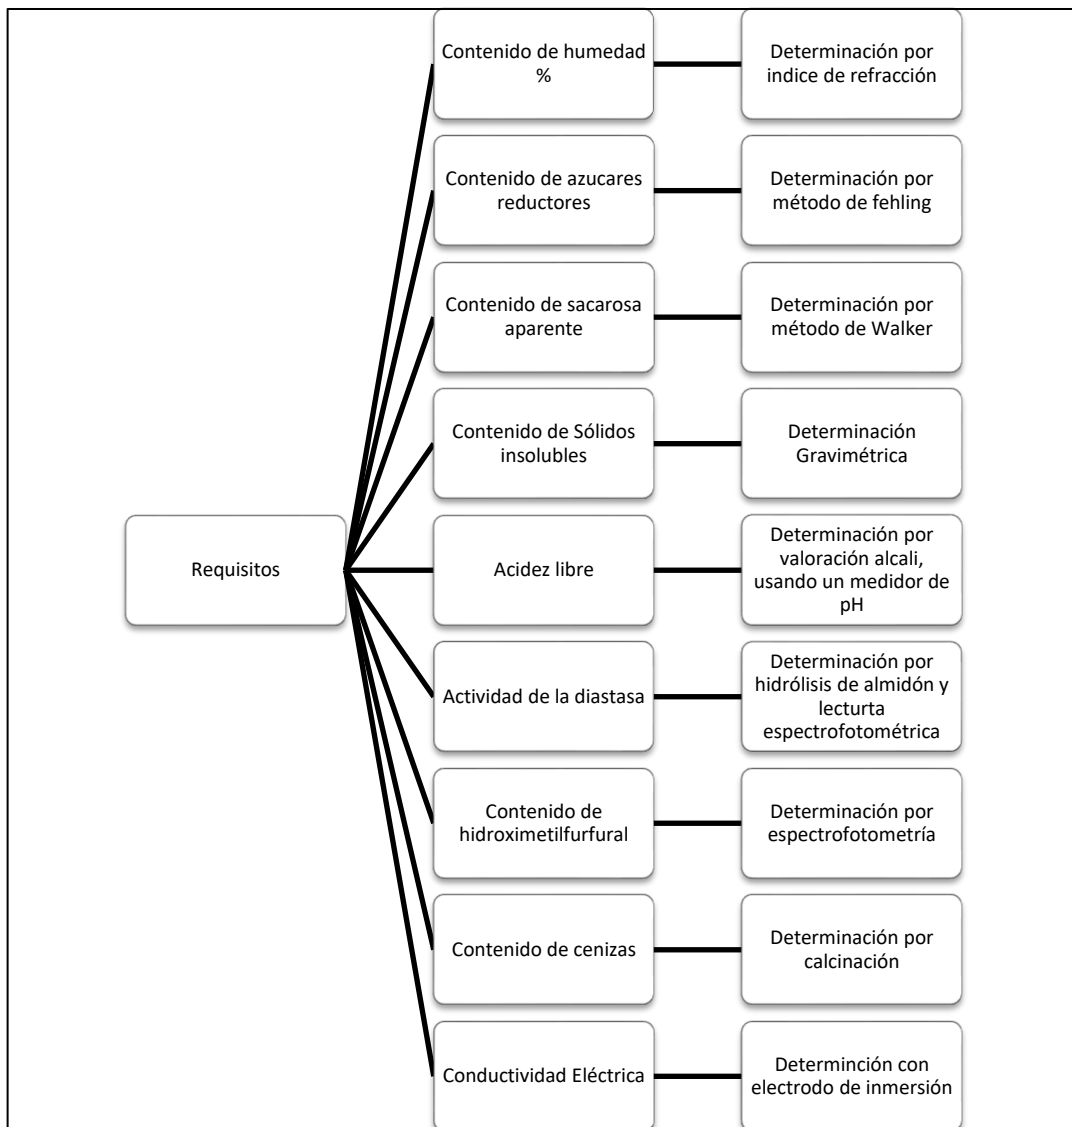 Requisitos
Contenido de humedad
%
Determinación por
indice de refracción
Contenido de azucares
reductores
Determinación por
método de fehling
Contenido de sacarosa
aparente
Determinación por
método de Walker
Contenido de Sólidos
insolubles
Determinación
Gravimétrica
Acidez libre
Determinación por
valoración alcali,
usando un medidor de
pH
Actividad de la diastasa
Determinación por
hidrólisis de almidón y
lecturta
espectrofotométrica
Contenido de
hidroximetilfurfural
Determinación por
espectrofotometría
Contenido de cenizas
Determinación por
calcinación
Conductividad Eléctrica
Determinción con
electrodo de inmersión